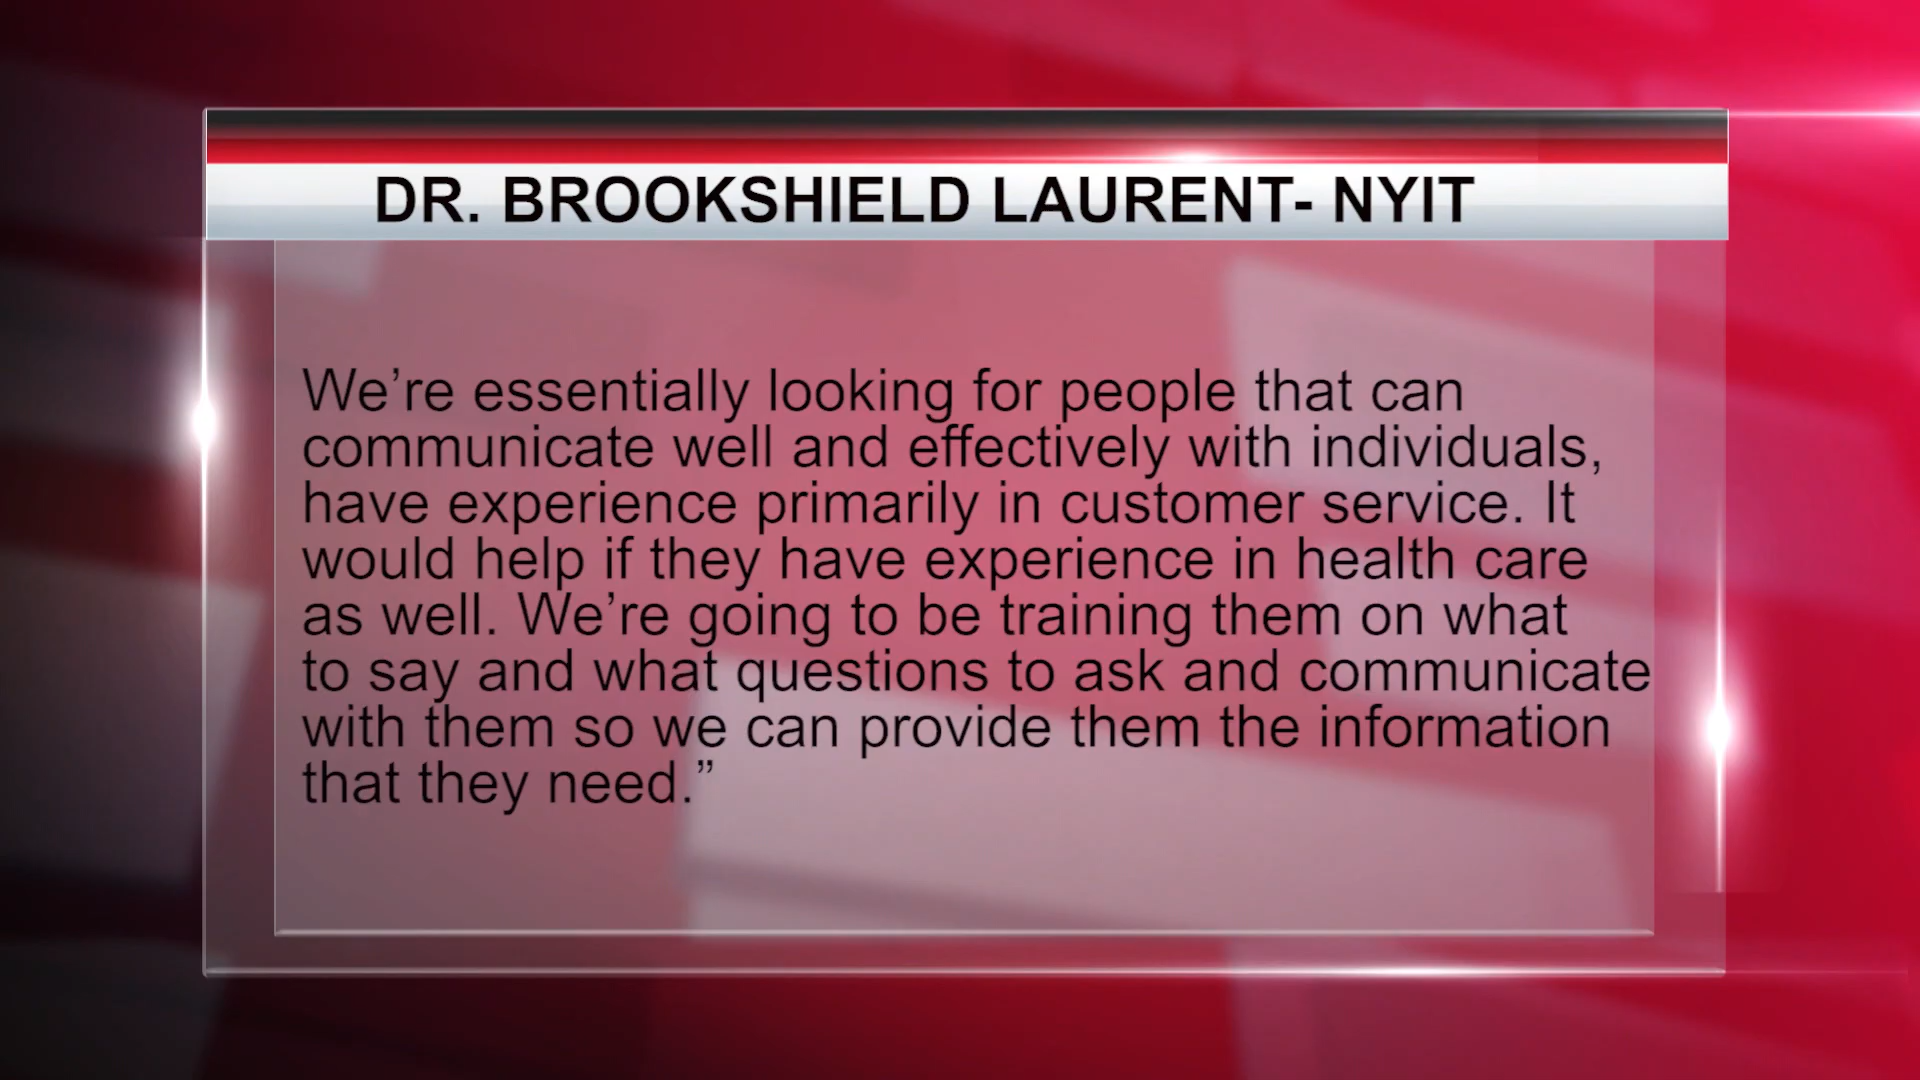 DR. BROOKSHIELD LAURENT- NYIT
We’re essentially looking for people that can
communicate well and effectively with individuals,
have experience primarily in customer service. It
would help if they have experience in health care
as well. We’re going to be training them on what
to say and what questions to ask and communicate
with them so we can provide them the information
that they need.”